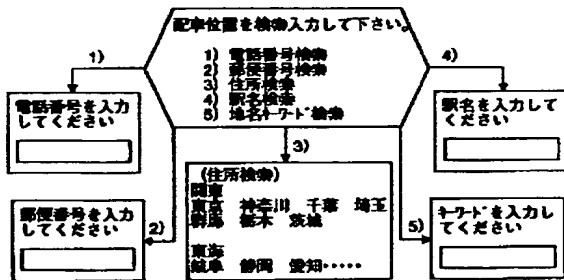 配車位置を検索入力して下さい。
1) 電話番号検索
2) 郵便番号検索
3) 住所検索
4) 駅名検索
5) 地名キーワード検索
1)
4)
電話番号を入力
してください
駅名を入力して
ください
3)
(住所検索)
関東
東京 神奈川 千葉 埼玉
群馬 栃木 茨城
東海
岐阜 静岡 愛知・・・・・
郵便番号を入力
してください
2)
5)
キーワードを入力し
てください